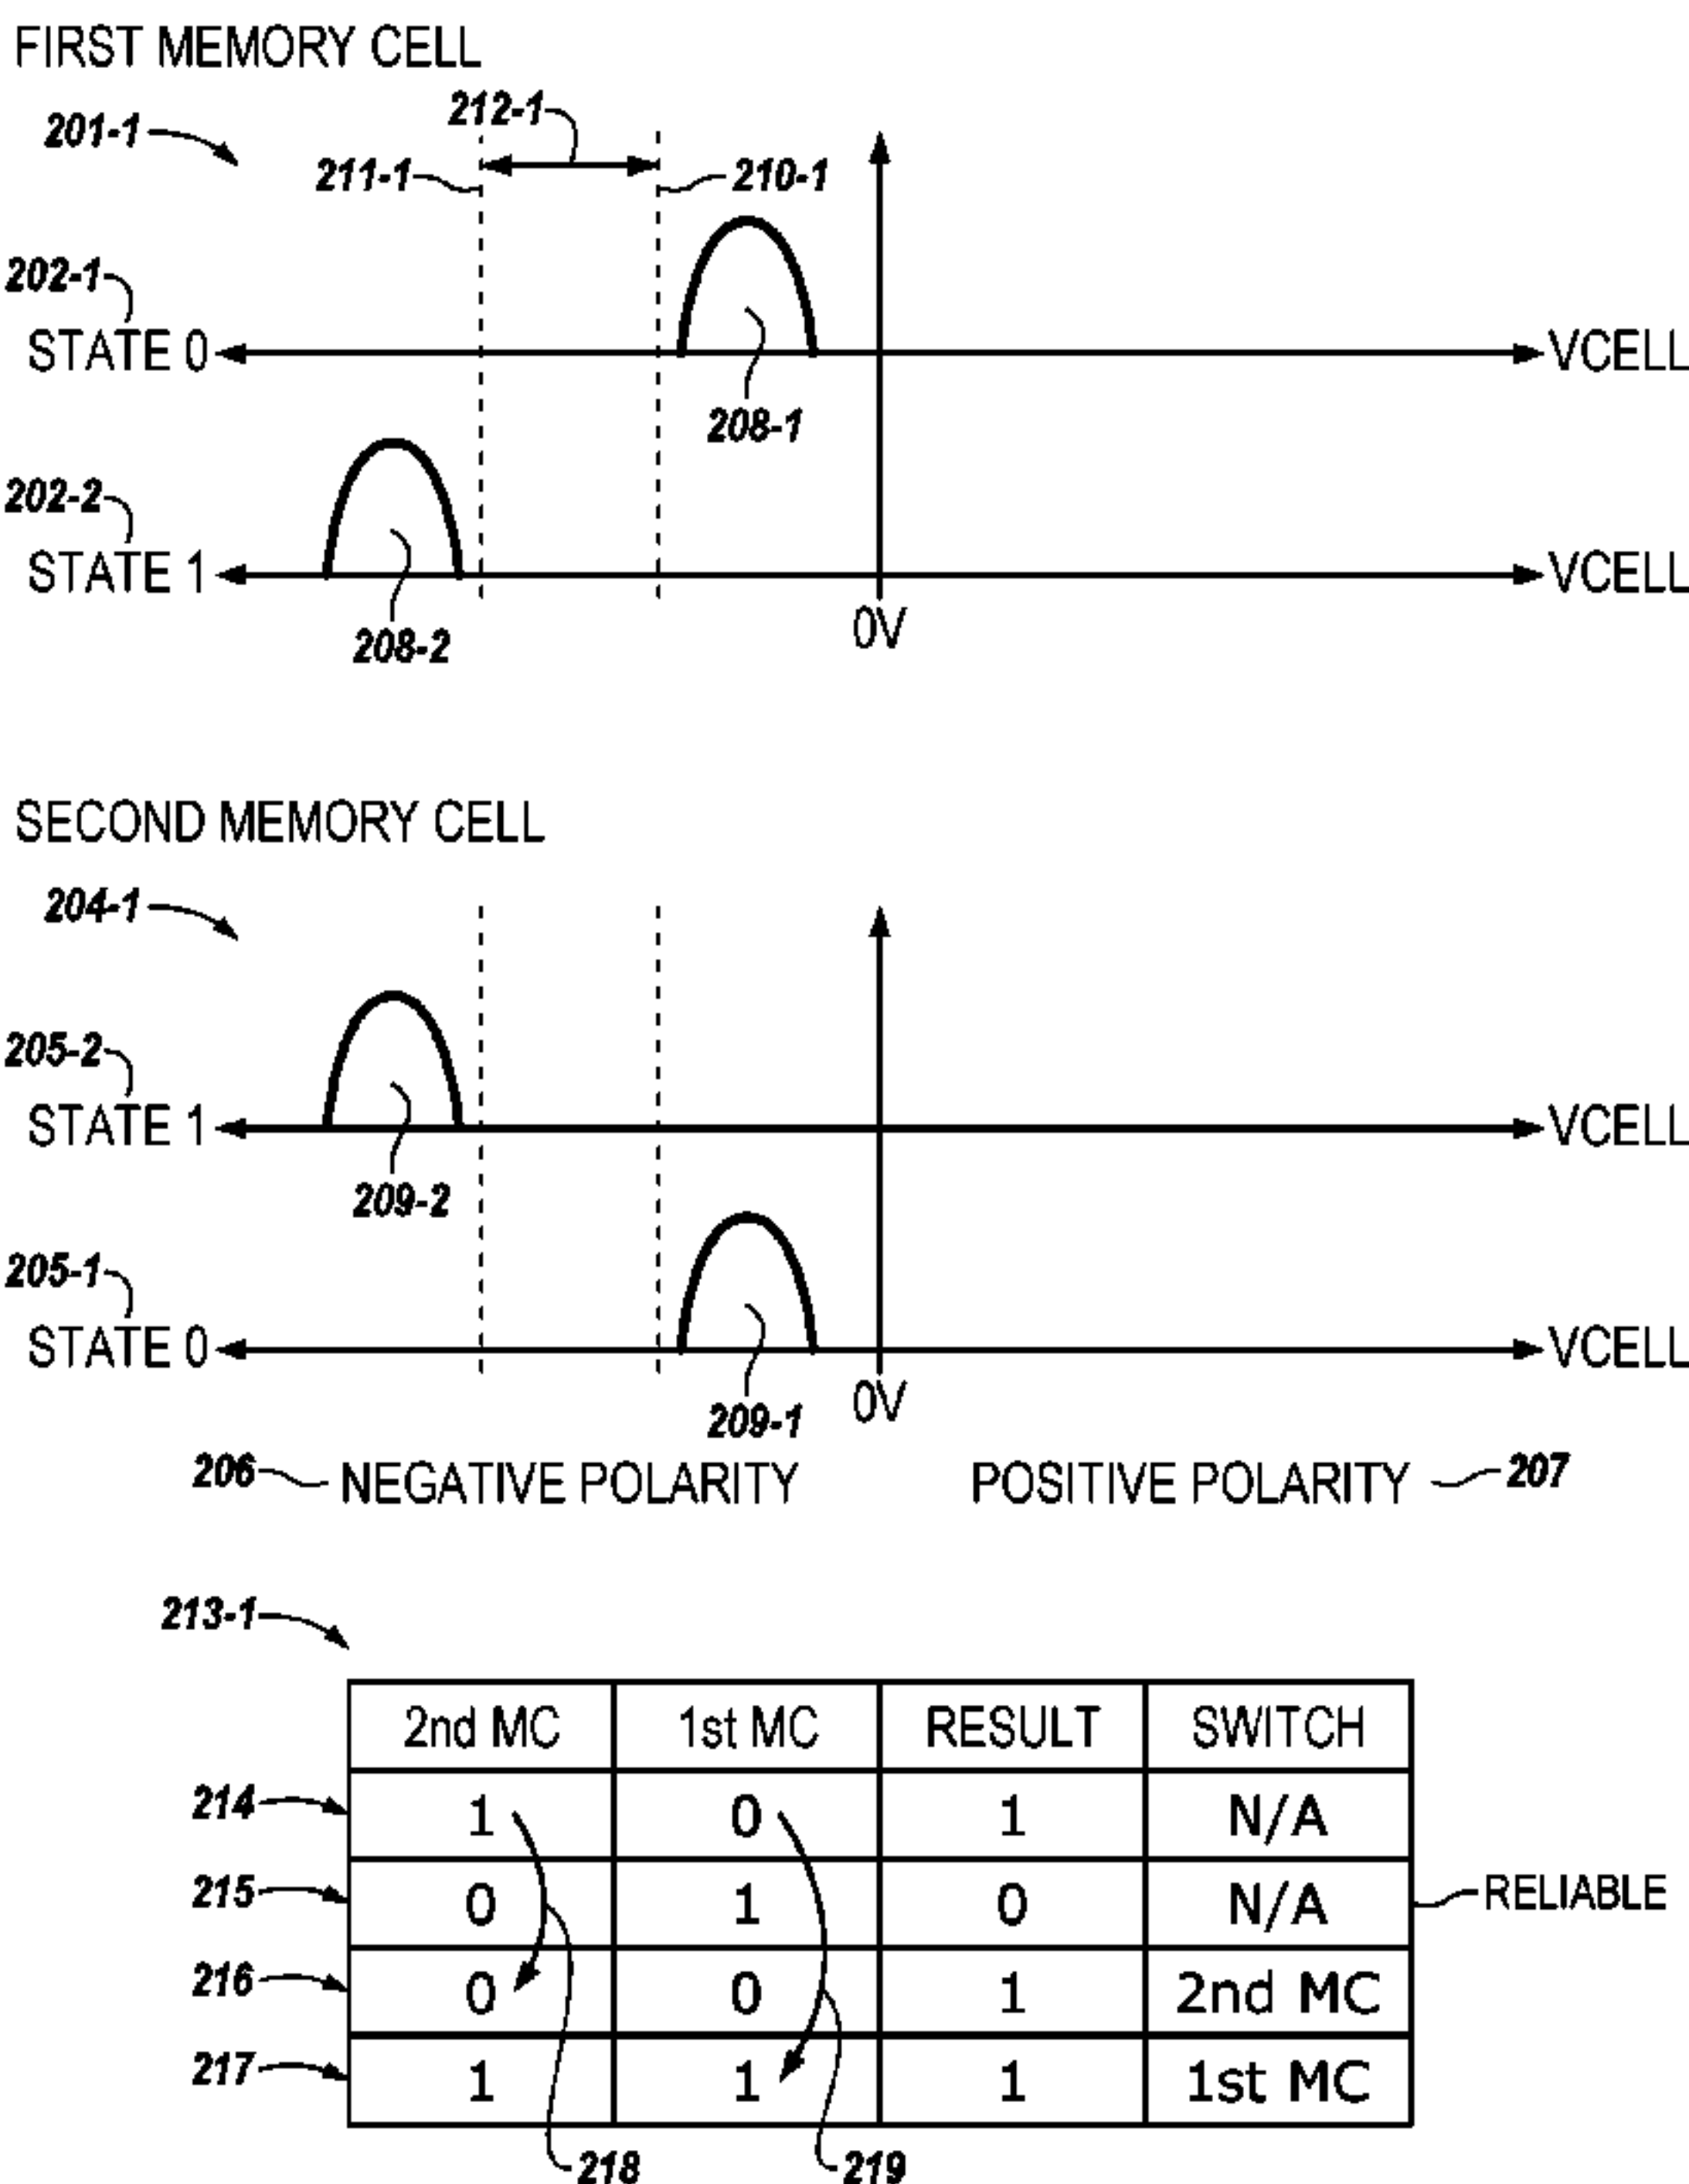 FIRST MEMORY CELL
201-1
212-1
211-1
210-1
202-1
STATE 0
VCELL
208-1
202-2
STATE 1
VCELL
208-2
0V
SECOND MEMORY CELL
204-1
205-2
STATE 1
VCELL
209-2
205-1
STATE 0
VCELL
209-1
0V
206 NEGATIVE POLARITY POSITIVE POLARITY 207
213-1
2nd MC 1st MC RESULT SWITCH
214 1 0 1 N/A
215 0 1 0 N/A RELIABLE
216 0 0 1 2nd MC
217 1 1 1 1st MC
218 219